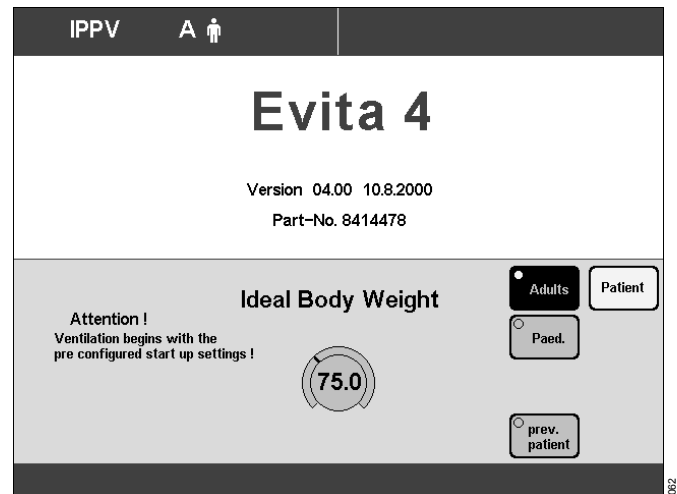 IPPV A
Evita 4
Version 04.00 10.8.2000
Part-No. 8414478
Adults
Patient
Ideal Body Weight
Attention !
Ventilation begins with the
pre configured start up settings !
Paed.
75.0
prev.
patient
062